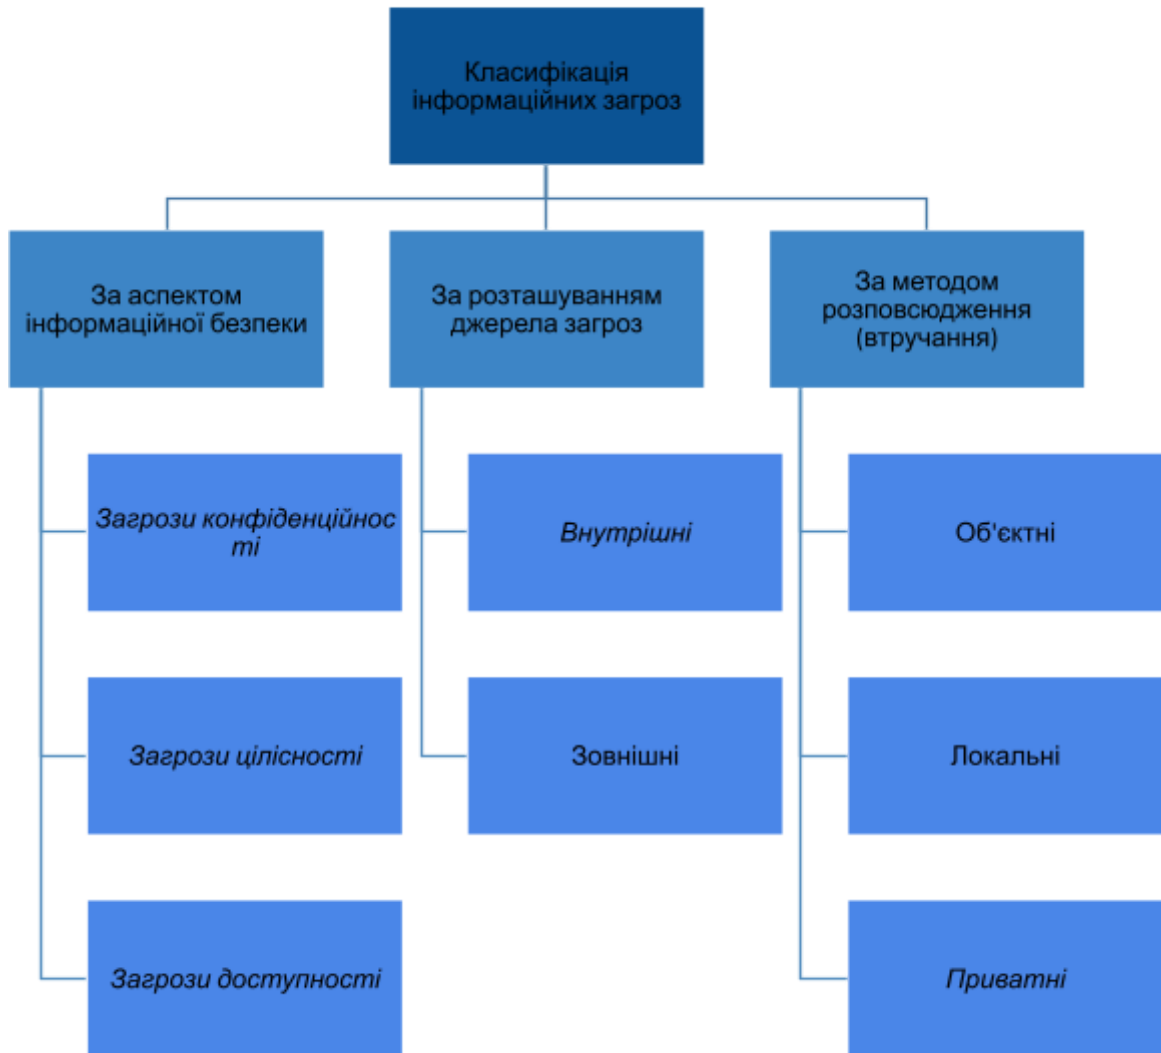 Класифікація
інформаційних загроз
За аспектом
інформаційної безпеки
За розташуванням
джерела загроз
За методом
розповсюдження
(втручання)
Загрози конфіденційнос
ті
Внутрішні
Об'єктні
Загрози цілісності
Зовнішні
Локальні
Загрози доступності
Приватні